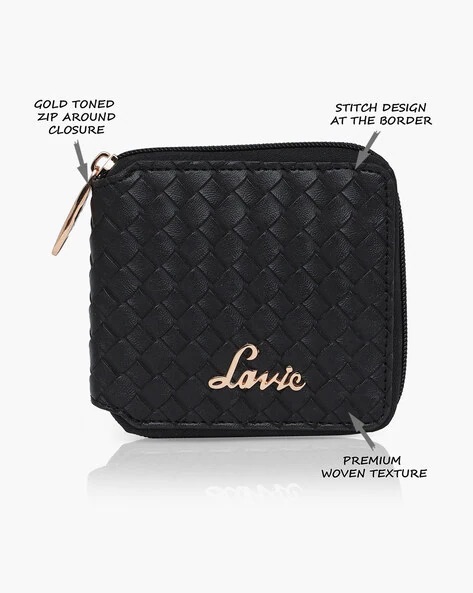 GOLD TONED
ZIP AROUND
CLOSURE
STITCH DESIGN
AT THE BORDER
Lavie
PREMIUM
WOVEN TEXTURE